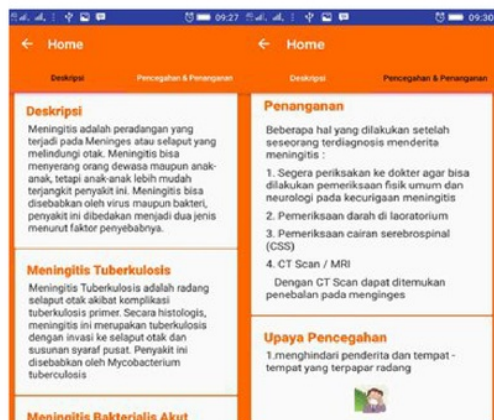 09:27
Home
Deskripsi
Pencegahan & Penanganan
Deskripsi
Meningitis adalah peradangan yang
terjadi pada Meninges atau selaput yang
melindungi otak. Meningitis bisa
menyerang orang dewasa maupun anak-
anak, tetapi anak-anak lebih mudah
terjangkit penyakit ini. Meningitis bisa
disebabkan oleh virus maupun bakteri,
penyakit ini dibedakan menjadi dua jenis
menurut faktor penyebabnya.
Meningitis Tuberkulosis
Meningitis Tuberkulosis adalah radang
selaput otak akibat komplikasi
tuberkulosis primer. Secara histologis,
meningitis ini merupakan tuberkulosis
dengan invasi ke selaput otak dan
susunan syaraf pusat. Penyakit ini
disebabkan oleh Mycobacterium
tuberculosis
Meningitis Bakterialis Akut
09:30
Home
Deskripsi
Pencegahan & Penanganan
Penanganan
Beberapa hal yang dilakukan setelah
seseorang terdiagnosis menderita
meningitis :
1. Segera periksakan ke dokter agar bisa
dilakukan pemeriksaan fisik umum dan
neurologi pada kecurigaan meningitis
2. Pemeriksaan darah di laoratorium
3. Pemeriksaan cairan serebrospinal
(CSS)
4. CT Scan / MRI
Dengan CT Scan dapat ditemukan
penebalan pada menginges
Upaya Pencegahan
1.menghindari penderita dan tempat -
tempat yang terpapar radang